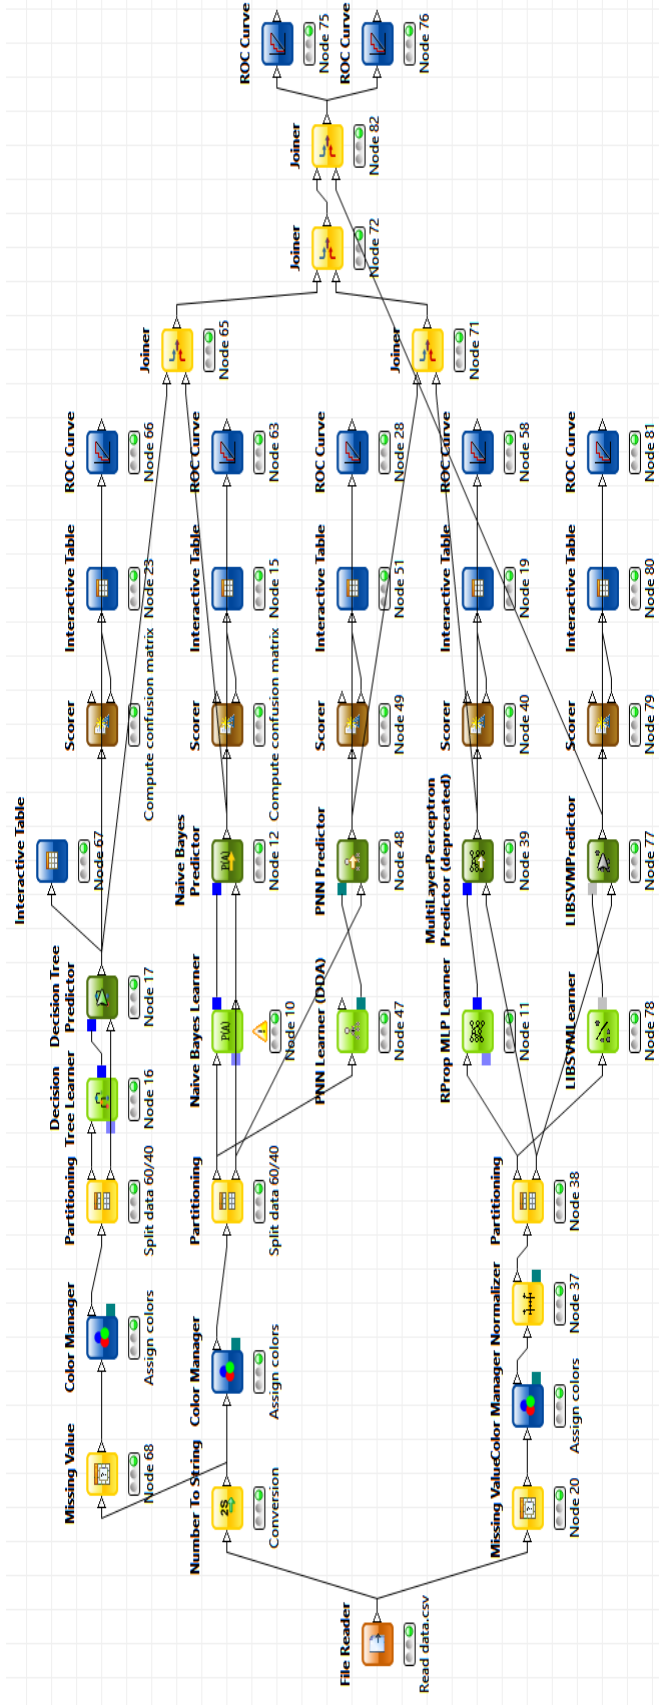 File Reader
Read data.csv
Number To String
Conversion
Missing Value
Node 68
Missing Value
Node 20
Color Manager
Assign colors
Color Manager
Assign colors
Color Manager
Assign colors
Normalizer
Node 37
Partitioning
Split data 60/40
Partitioning
Split data 60/40
Partitioning
Node 38
Decision
Tree Learner
Node 16
Decision Tree
Predictor
Node 17
Interactive Table
Node 67
Scorer
Compute confusion matrix
Interactive Table
Node 23
ROC Curve
Node 66
Naive Bayes Learner
P(A)
Node 10
Naive Bayes
Predictor
P(A)
Node 12
Scorer
Compute confusion matrix
Interactive Table
Node 15
ROC Curve
Node 63
PNN Learner (DDA)
Node 47
PNN Predictor
Node 48
Scorer
Node 49
Interactive Table
Node 51
ROC Curve
Node 28
RProp MLP Learner
Node 11
MultiLayerPerceptron
Predictor (deprecated)
Node 39
Scorer
Node 40
Interactive Table
Node 19
ROC Curve
Node 58
LIBSVMLearner
Node 78
LIBSVMPredictor
Node 77
Scorer
Node 79
Interactive Table
Node 80
ROC Curve
Node 81
Joiner
Node 65
Joiner
Node 71
Joiner
Node 72
Joiner
Node 82
ROC Curve
Node 75
ROC Curve
Node 76